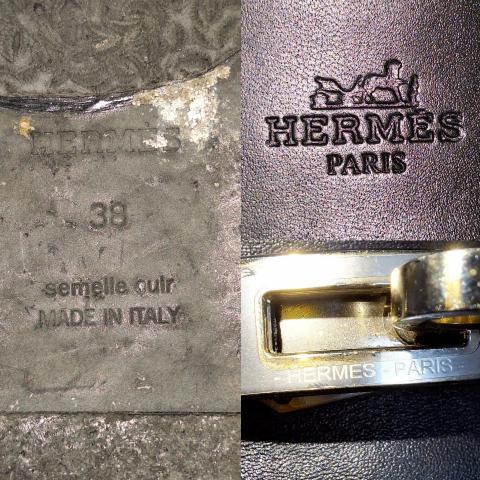 HERMES
38
semelle cuir
MADE IN ITALY
HERMÈS
PARIS
- HERMES - PARIS -